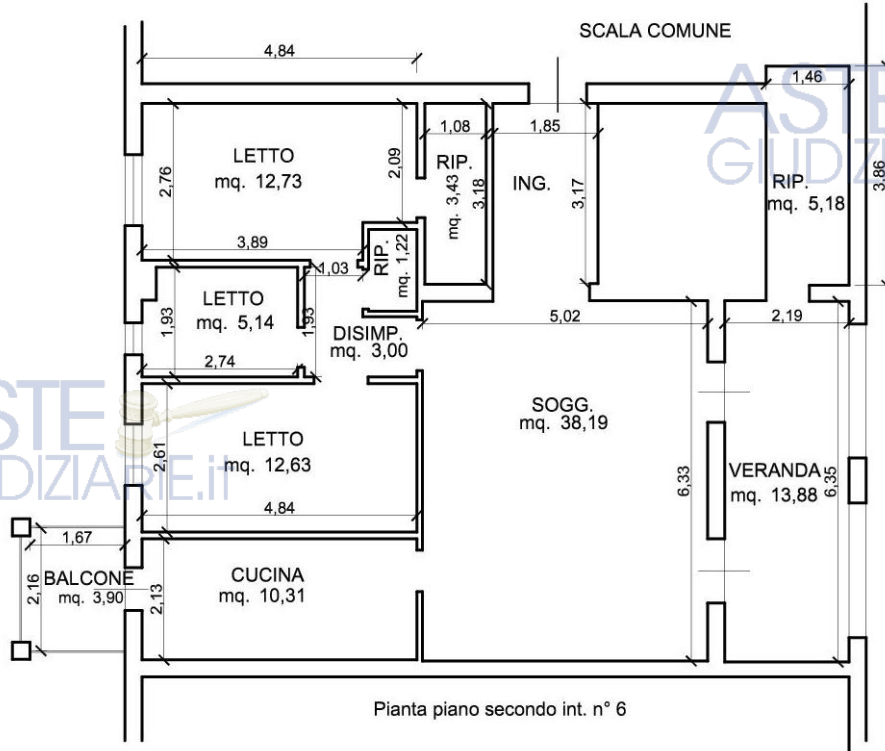 SCALA COMUNE
4,84
1,46
ASTE
GIUDIZI
LETTO
mq. 12,73
2,76
2,09
1,08
RIP.
mq. 3,43
3,18
1,85
ING.
3,17
RIP.
mq. 5,18
3,86
3,89
RIP.
mq. 1,22
1,03
LETTO
mq. 5,14
1,93
1,93
2,74
DISIMP.
mq. 3,00
5,02
2,19
SOGG.
mq. 38,19
6,33
VERANDA
mq. 13,88
6,35
STE
DIZIARIE.it
LETTO
mq. 12,63
2,61
4,84
1,67
BALCONE
mq. 3,90
2,16
2,13
CUCINA
mq. 10,31
Pianta piano secondo int. n° 6